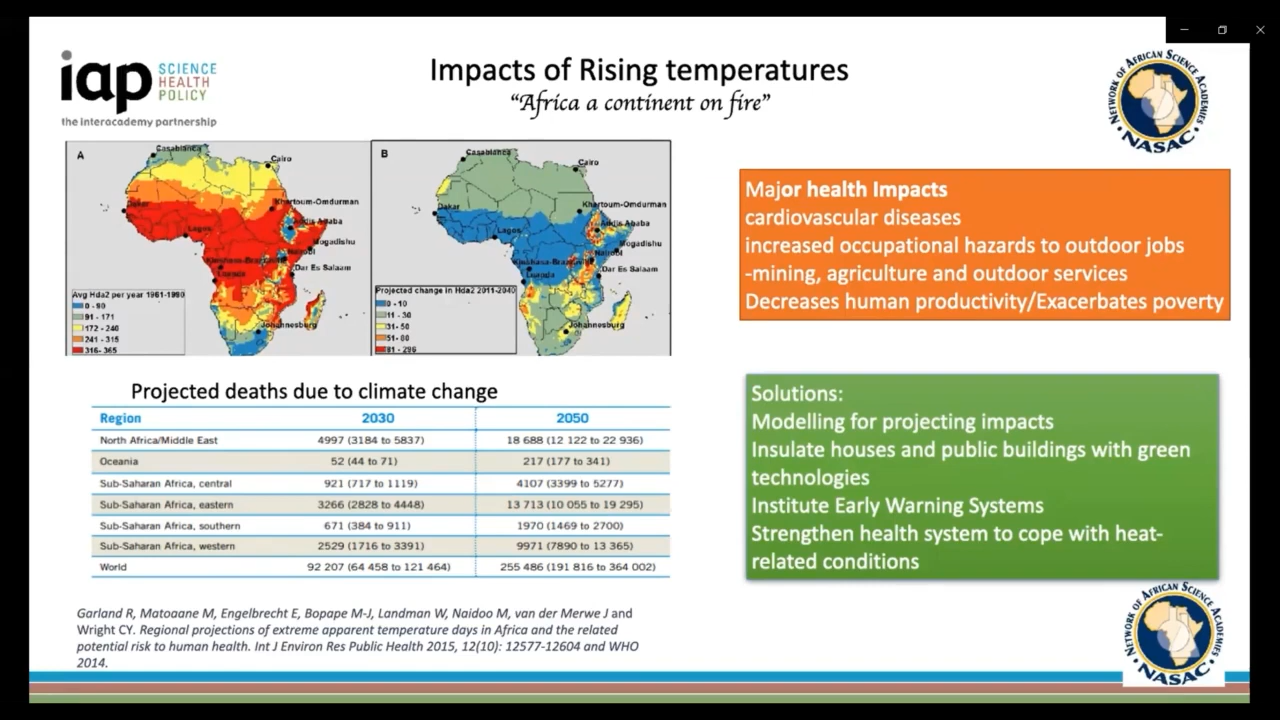 iap SCIENCE
HEALTH
POLICY
the interacademy partnership
Impacts of Rising temperatures
“Africa a continent on fire”
NETWORK OF AFRICAN SCIENCE ACADEMIES
NASAC
A
Casablanca
Cairo
Dakar
Khartoum-Omdurman
Addis Ababa
Lagos
Mogadishu
Nairobi
Kinshasa-Brazzaville
Dar Es Salaam
Luanda
Johannesburg
Avg Hda2 per year 1961-1990
0 - 90
91 - 171
172 - 240
241 - 315
316 - 365
B
Casablanca
Cairo
Dakar
Khartoum-Omdurman
Addis Ababa
Lagos
Mogadishu
Nairobi
Kinshasa-Brazzaville
Dar Es Salaam
Luanda
Johannesburg
Projected change in Hda2 2011-2040
0 - 10
11 - 30
31 - 50
51 - 80
81 - 296
Major health Impacts
cardiovascular diseases
increased occupational hazards to outdoor jobs
-mining, agriculture and outdoor services
Decreases human productivity/Exacerbates poverty
Projected deaths due to climate change
Region 2030 2050
North Africa/Middle East 4997 (3184 to 5837) 18 688 (12 122 to 22 936)
Oceania 52 (44 to 71) 217 (177 to 341)
Sub-Saharan Africa, central 921 (717 to 1119) 4107 (3399 to 5277)
Sub-Saharan Africa, eastern 3266 (2828 to 4448) 13 713 (10 055 to 19 295)
Sub-Saharan Africa, southern 671 (384 to 911) 1970 (1469 to 2700)
Sub-Saharan Africa, western 2529 (1716 to 3391) 9971 (7890 to 13 365)
World 92 207 (64 458 to 121 464) 255 486 (191 816 to 364 002)
Solutions:
Modelling for projecting impacts
Insulate houses and public buildings with green
technologies
Institute Early Warning Systems
Strengthen health system to cope with heat-
related conditions
Garland R, Matoaane M, Engelbrecht E, Bopape M-J, Landman W, Naidoo M, van der Merwe J and
Wright CY. Regional projections of extreme apparent temperature days in Africa and the related
potential risk to human health. Int J Environ Res Public Health 2015, 12(10): 12577-12604 and WHO
2014.
NETWORK OF AFRICAN SCIENCE ACADEMIES
NASAC